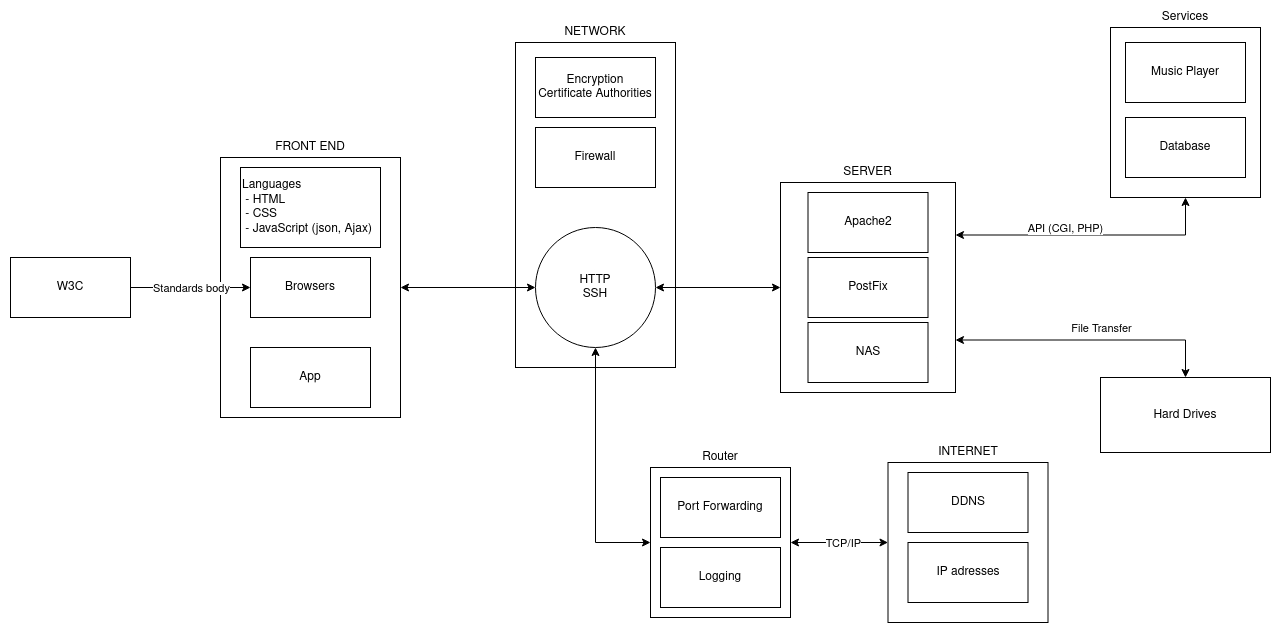 Services
NETWORK
Music Player
Encryption
Certificate Authorities
Database
FRONT END
Firewall
SERVER
Languages
- HTML
- CSS
- JavaScript (json, Ajax)
Apache2
API (CGI, PHP)
W3C
Standards body
Browsers
HTTP
SSH
PostFix
File Transfer
NAS
App
Hard Drives
Router
INTERNET
Port Forwarding
DDNS
TCP/IP
Logging
IP adresses